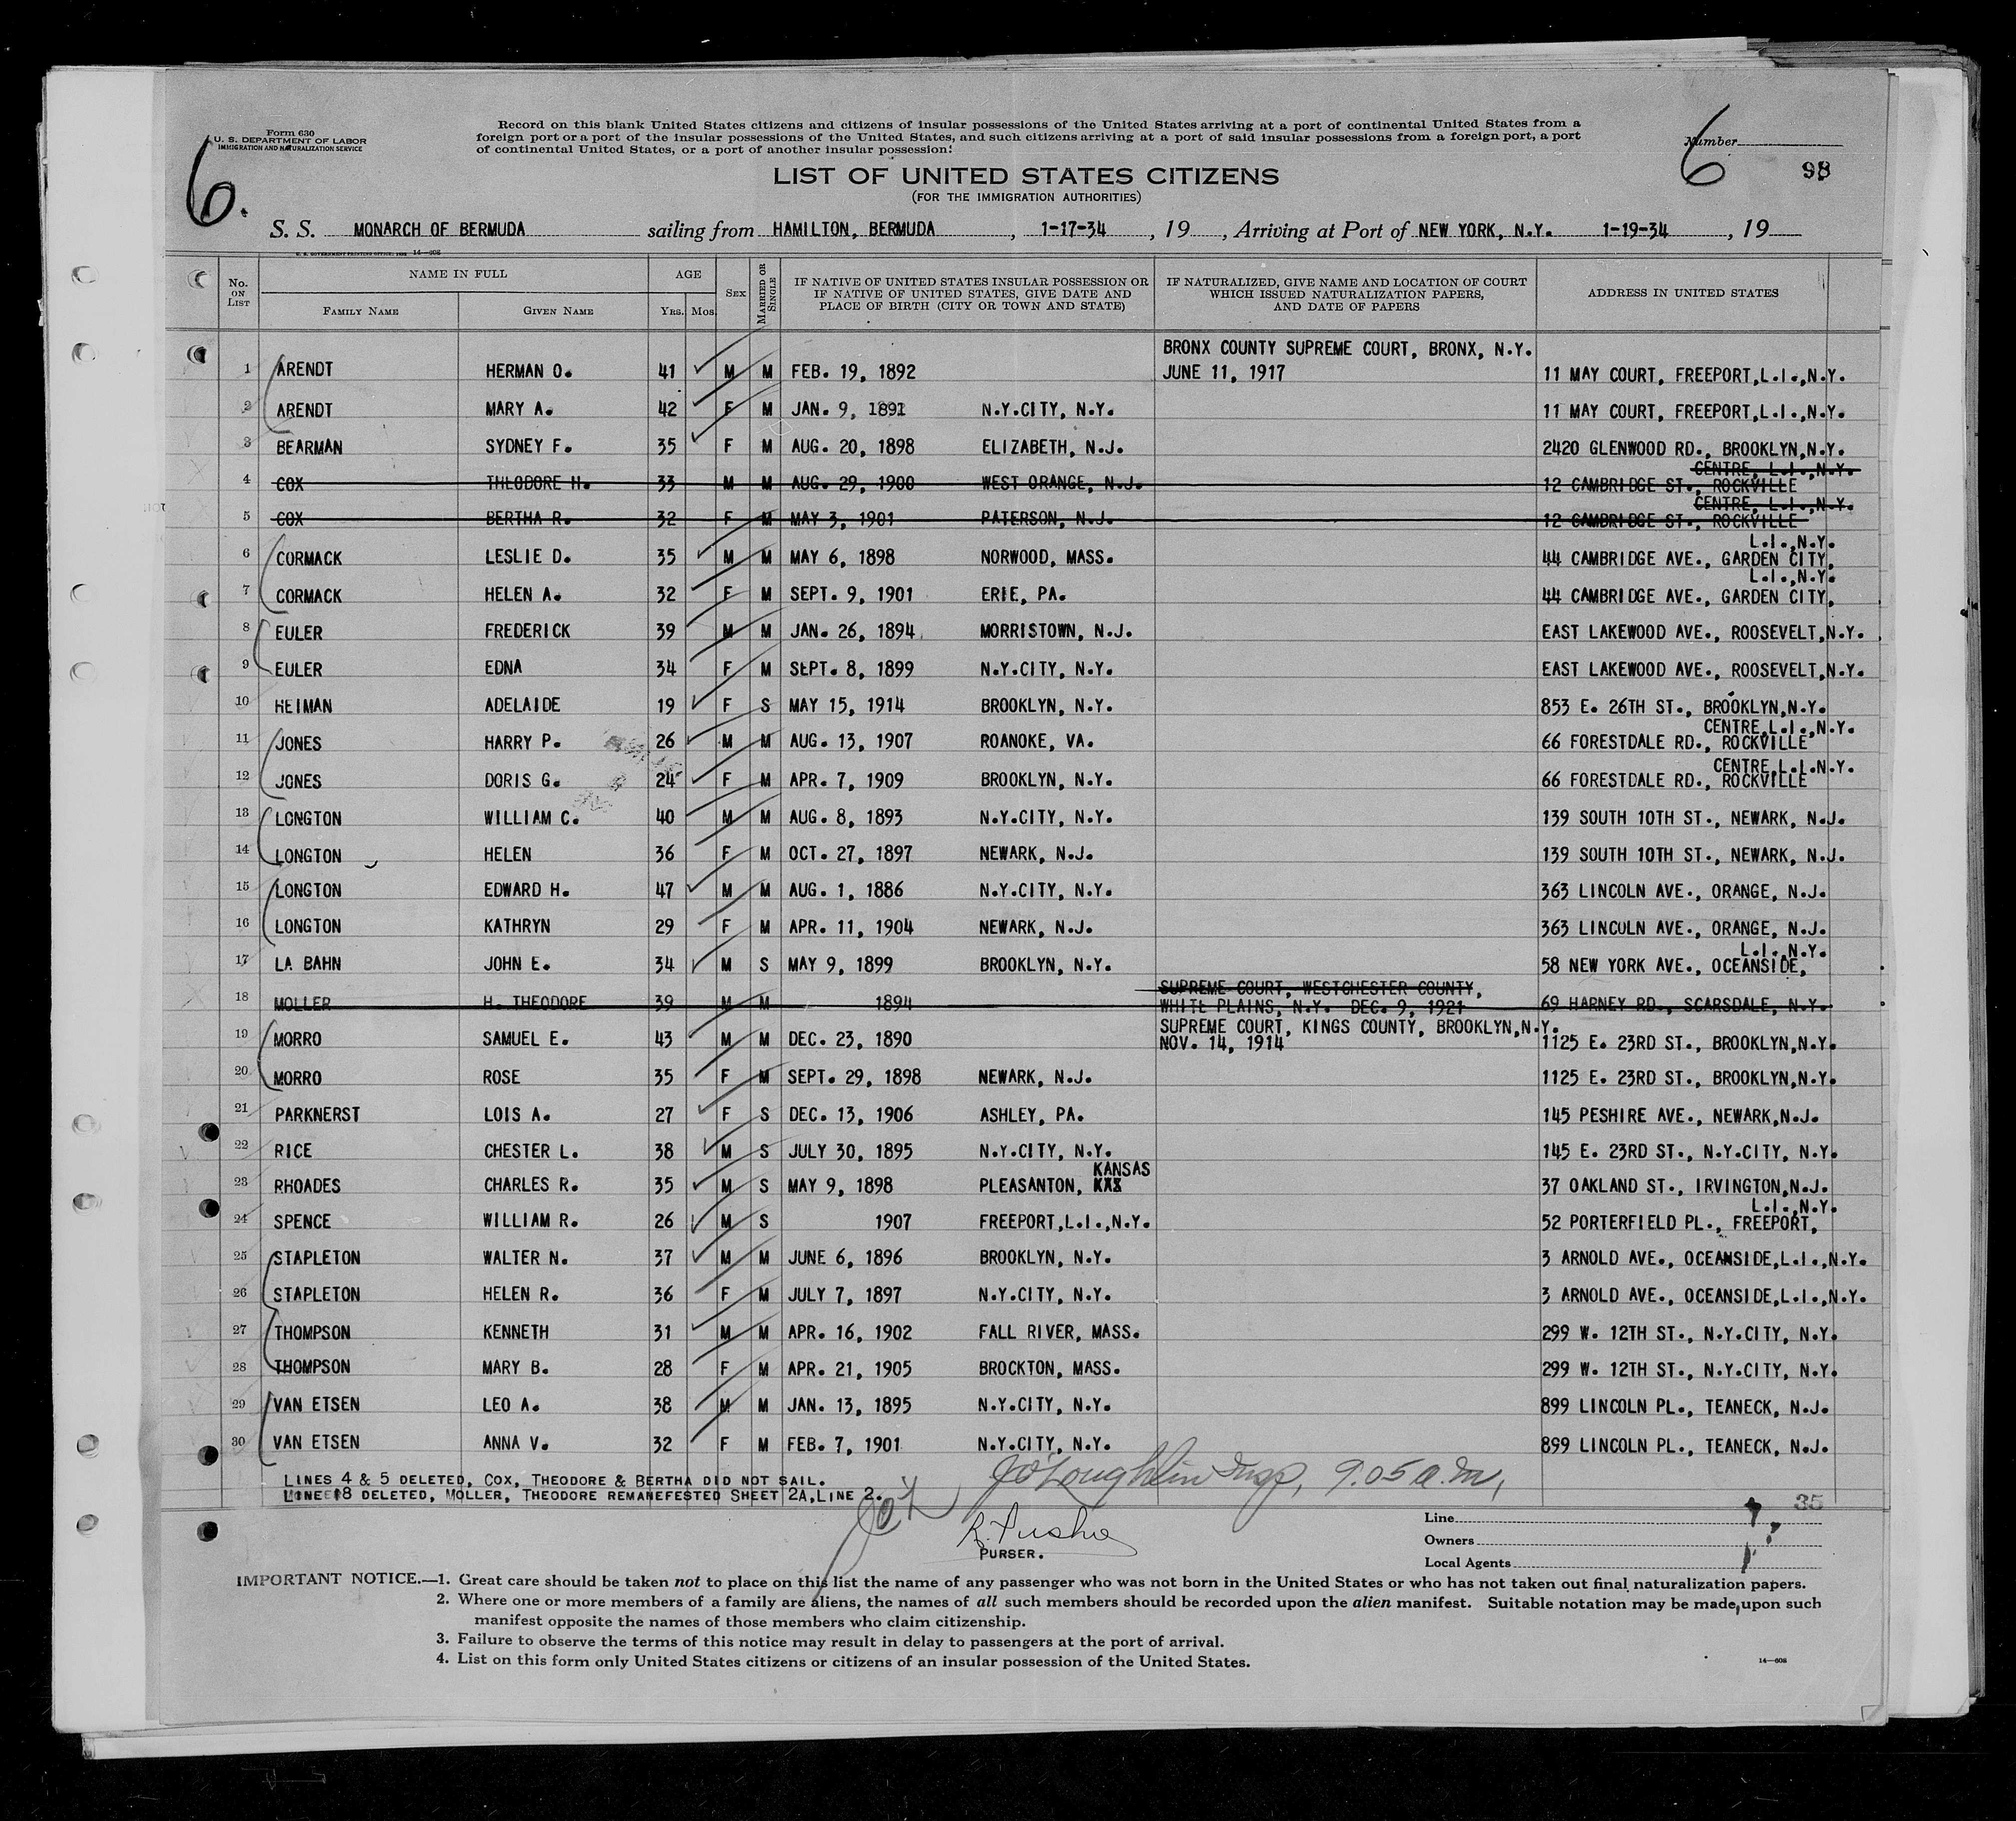 Form 630
U. S. DEPARTMENT OF LABOR
IMMIGRATION AND NATURALIZATION SERVICE
6.
Record on this blank United States citizens and citizens of insular possessions of the United States arriving at a port of continental United States from a
foreign port or a port of the insular possessions of the United States, and such citizens arriving at a port of said insular possessions from a foreign port, a port
of continental United States, or a port of another insular possession:
Number
6
98
LIST OF UNITED STATES CITIZENS
(FOR THE IMMIGRATION AUTHORITIES)
S. S. MONARCH OF BERMUDA sailing from HAMILTON, BERMUDA, 1-17-34, 19 , Arriving at Port of NEW YORK, N.Y. 1-19-34, 19
No. ON LIST NAME IN FULL AGE SEX MARRIED OR SINGLE IF NATIVE OF UNITED STATES INSULAR POSSESSION OR IF NATIVE OF UNITED STATES, GIVE DATE AND PLACE OF BIRTH (CITY OR TOWN AND STATE) IF NATURALIZED, GIVE NAME AND LOCATION OF COURT WHICH ISSUED NATURALIZATION PAPERS, AND DATE OF PAPERS ADDRESS IN UNITED STATES
FAMILY NAME GIVEN NAME YRS. MOS.
BRONX COUNTY SUPREME COURT, BRONX, N.Y.
1 ARENDT HERMAN O. 41 M M FEB. 19, 1892 JUNE 11, 1917 11 MAY COURT, FREEPORT,L.I.,N.Y.
2 ARENDT MARY A. 42 F M JAN. 9, 1891 N.Y.CITY, N.Y. 11 MAY COURT, FREEPORT,L.I.,N.Y.
3 BEARMAN SYDNEY F. 35 F M AUG. 20, 1898 ELIZABETH, N.J. 2420 GLENWOOD RD., BROOKLYN,N.Y.
CENTRE, L.I.,N.Y.
4 COX THEODORE H. 33 M M AUG. 29, 1900 WEST ORANGE, N.J. 12 CAMBRIDGE ST., ROCKVILLE
CENTRE, L.I.,N.Y.
5 COX BERTHA R. 32 F M MAY 3, 1901 PATERSON, N.J. 12 CAMBRIDGE ST., ROCKVILLE
L.I.,N.Y.
6 CORMACK LESLIE D. 35 M M MAY 6, 1898 NORWOOD, MASS. 44 CAMBRIDGE AVE., GARDEN CITY,
L.I.,N.Y.
7 CORMACK HELEN A. 32 F M SEPT. 9, 1901 ERIE, PA. 44 CAMBRIDGE AVE., GARDEN CITY,
8 EULER FREDERICK 39 M M JAN. 26, 1894 MORRISTOWN, N.J. EAST LAKEWOOD AVE., ROOSEVELT,N.Y.
9 EULER EDNA 34 F M SEPT. 8, 1899 N.Y.CITY, N.Y. EAST LAKEWOOD AVE., ROOSEVELT,N.Y.
10 HEIMAN ADELAIDE 19 F S MAY 15, 1914 BROOKLYN, N.Y. 853 E. 26TH ST., BROOKLYN,N.Y.
CENTRE,L.I.,N.Y.
11 JONES HARRY P. 26 M M AUG. 13, 1907 ROANOKE, VA. 66 FORESTDALE RD., ROCKVILLE
CENTRE,L.I.N.Y.
12 JONES DORIS G. 24 F M APR. 7, 1909 BROOKLYN, N.Y. 66 FORESTDALE RD., ROCKVILLE
13 LONGTON WILLIAM C. 40 M M AUG. 8, 1893 N.Y.CITY, N.Y. 139 SOUTH 10TH ST., NEWARK, N.J.
14 LONGTON HELEN 36 F M OCT. 27, 1897 NEWARK, N.J. 139 SOUTH 10TH ST., NEWARK, N.J.
15 LONGTON EDWARD H. 47 M M AUG. 1, 1886 N.Y.CITY, N.Y. 363 LINCOLN AVE., ORANGE, N.J.
16 LONGTON KATHRYN 29 F M APR. 11, 1904 NEWARK, N.J. 363 LINCOLN AVE., ORANGE, N.J.
L.I.,N.Y.
17 LA BAHN JOHN E. 34 M S MAY 9, 1899 BROOKLYN, N.Y. 58 NEW YORK AVE., OCEANSIDE,
SUPREME COURT, WESTCHESTER COUNTY,
18 MOLLER H. THEODORE 39 M M 1894 WHITE PLAINS, N.Y. DEC. 9, 1921 69 HARNEY RD., SCARSDALE, N.Y.
SUPREME COURT, KINGS COUNTY, BROOKLYN,N.Y.
19 MORRO SAMUEL E. 43 M M DEC. 23, 1890 NOV. 14, 1914 1125 E. 23RD ST., BROOKLYN,N.Y.
20 MORRO ROSE 35 F M SEPT. 29, 1898 NEWARK, N.J. 1125 E. 23RD ST., BROOKLYN,N.Y.
21 PARKNERST LOIS A. 27 F S DEC. 13, 1906 ASHLEY, PA. 145 PESHIRE AVE., NEWARK,N.J.
22 RICE CHESTER L. 38 M S JULY 30, 1895 N.Y.CITY, N.Y. 145 E. 23RD ST., N.Y.CITY, N.Y.
KANSAS
23 RHOADES CHARLES R. 35 M S MAY 9, 1898 PLEASANTON, 37 OAKLAND ST., IRVINGTON,N.J.
L.I.,N.Y.
24 SPENCE WILLIAM R. 26 M S 1907 FREEPORT,L.I.,N.Y. 52 PORTERFIELD PL., FREEPORT,
25 STAPLETON WALTER N. 37 M M JUNE 6, 1896 BROOKLYN, N.Y. 3 ARNOLD AVE., OCEANSIDE,L.I.,N.Y.
26 STAPLETON HELEN R. 36 F M JULY 7, 1897 N.Y.CITY, N.Y. 3 ARNOLD AVE., OCEANSIDE,L.I.,N.Y.
27 THOMPSON KENNETH 31 M M APR. 16, 1902 FALL RIVER, MASS. 299 W. 12TH ST., N.Y.CITY, N.Y.
28 THOMPSON MARY B. 28 F M APR. 21, 1905 BROCKTON, MASS. 299 W. 12TH ST., N.Y.CITY, N.Y.
29 VAN ETSEN LEO A. 38 M M JAN. 13, 1895 N.Y.CITY, N.Y. 899 LINCOLN PL., TEANECK, N.J.
30 VAN ETSEN ANNA V. 32 F M FEB. 7, 1901 N.Y.CITY, N.Y. 899 LINCOLN PL., TEANECK, N.J.
LINES 4 & 5 DELETED, COX, THEODORE & BERTHA DID NOT SAIL.
LINE 18 DELETED, MOLLER, THEODORE REMANEFESTED SHEET 2A,LINE 2.
J O'Loughlin Insp, 9.05 a.m,
35
PURSER.
Line
Owners
Local Agents
IMPORTANT NOTICE.—1. Great care should be taken not to place on this list the name of any passenger who was not born in the United States or who has not taken out final naturalization papers.
2. Where one or more members of a family are aliens, the names of all such members should be recorded upon the alien manifest. Suitable notation may be made upon such
manifest opposite the names of those members who claim citizenship.
3. Failure to observe the terms of this notice may result in delay to passengers at the port of arrival.
4. List on this form only United States citizens or citizens of an insular possession of the United States.
14—608